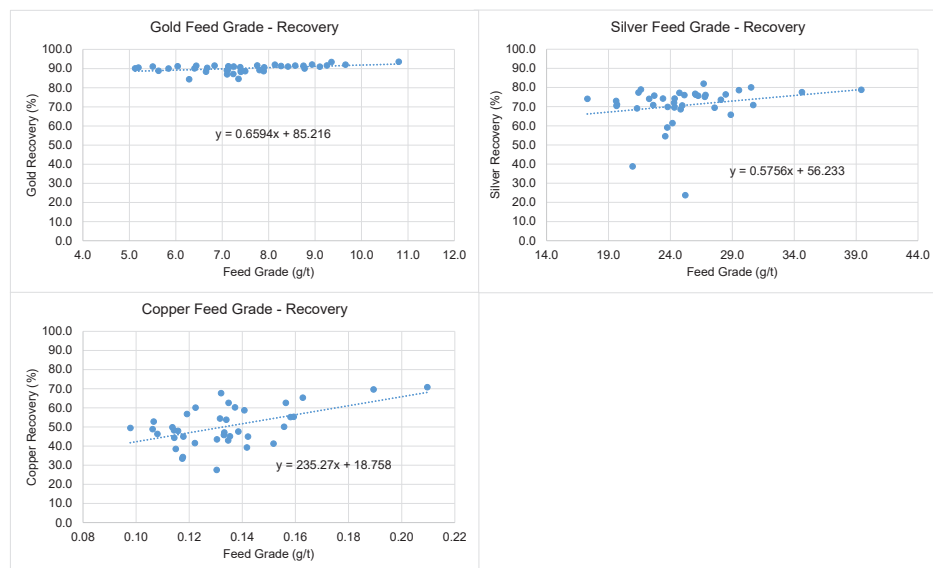 Gold Feed Grade - Recovery
100.0
90.0
80.0
70.0
60.0
50.0
40.0
30.0
20.0
10.0
0.0
Gold Recovery (%)
y = 0.6594x + 85.216
4.0 5.0 6.0 7.0 8.0 9.0 10.0 11.0 12.0
Feed Grade (g/t)
Silver Feed Grade - Recovery
100.0
90.0
80.0
70.0
60.0
50.0
40.0
30.0
20.0
10.0
0.0
Silver Recovery (%)
y = 0.5756x + 56.233
14.0 19.0 24.0 29.0 34.0 39.0 44.0
Feed Grade (g/t)
Copper Feed Grade - Recovery
100.0
90.0
80.0
70.0
60.0
50.0
40.0
30.0
20.0
10.0
0.0
Copper Recovery (%)
y = 235.27x + 18.758
0.08 0.10 0.12 0.14 0.16 0.18 0.20 0.22
Feed Grade (g/t)